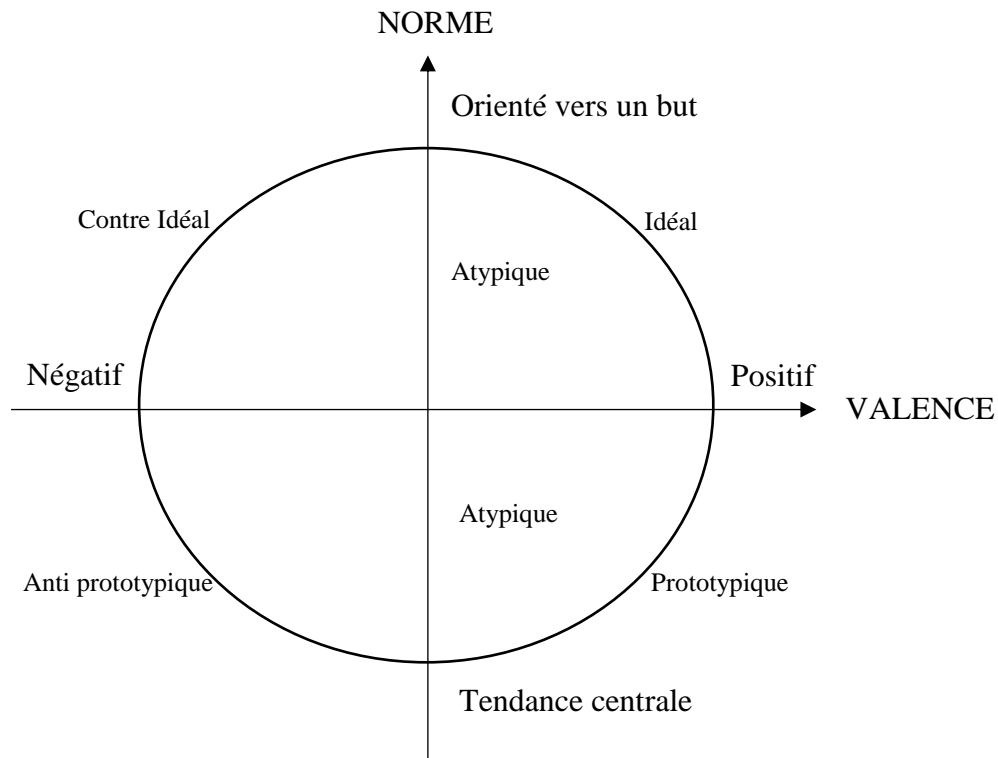 NORME
Orienté vers un but
Contre Idéal
Idéal
Atypique
Négatif
Positif
VALENCE
Atypique
Anti prototypique
Prototypique
Tendance centrale